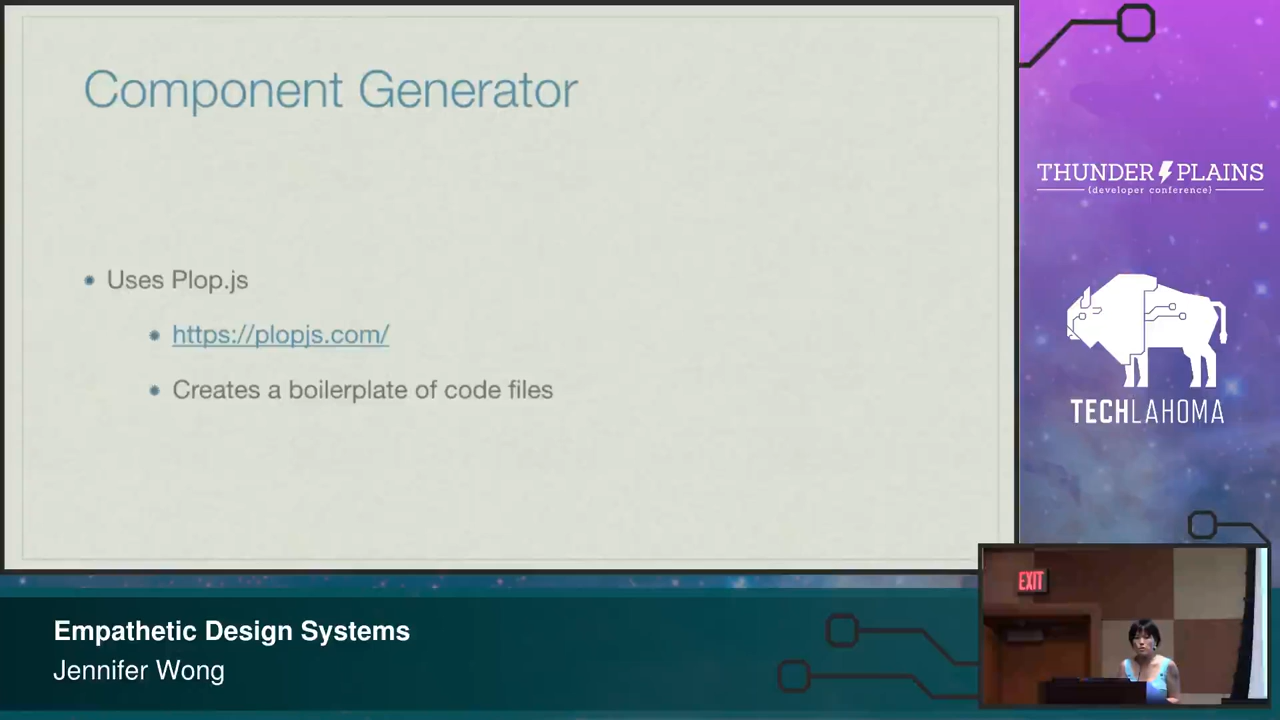 Component Generator
Uses Plop.js
https://plopjs.com/
Creates a boilerplate of code files
THUNDER PLAINS
{developer conference}
TECHLAHOMA
EXIT
Empathetic Design Systems
Jennifer Wong